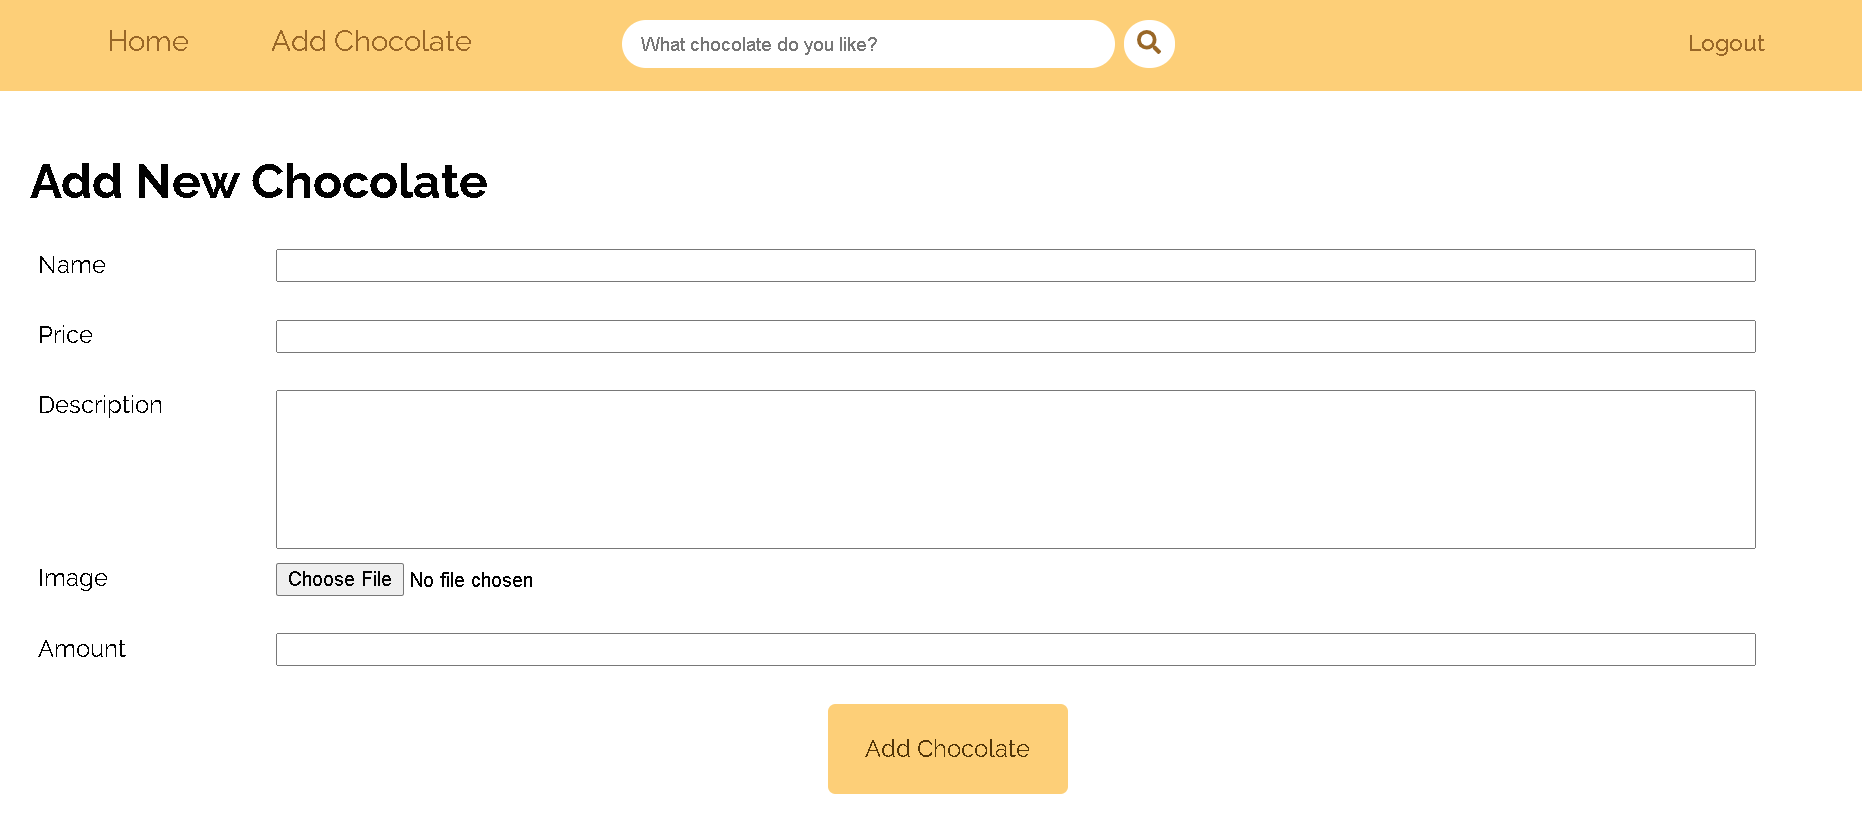 Home Add Chocolate What chocolate do you like? Logout
Add New Chocolate
Name
Price
Description
Image Choose File No file chosen
Amount
Add Chocolate